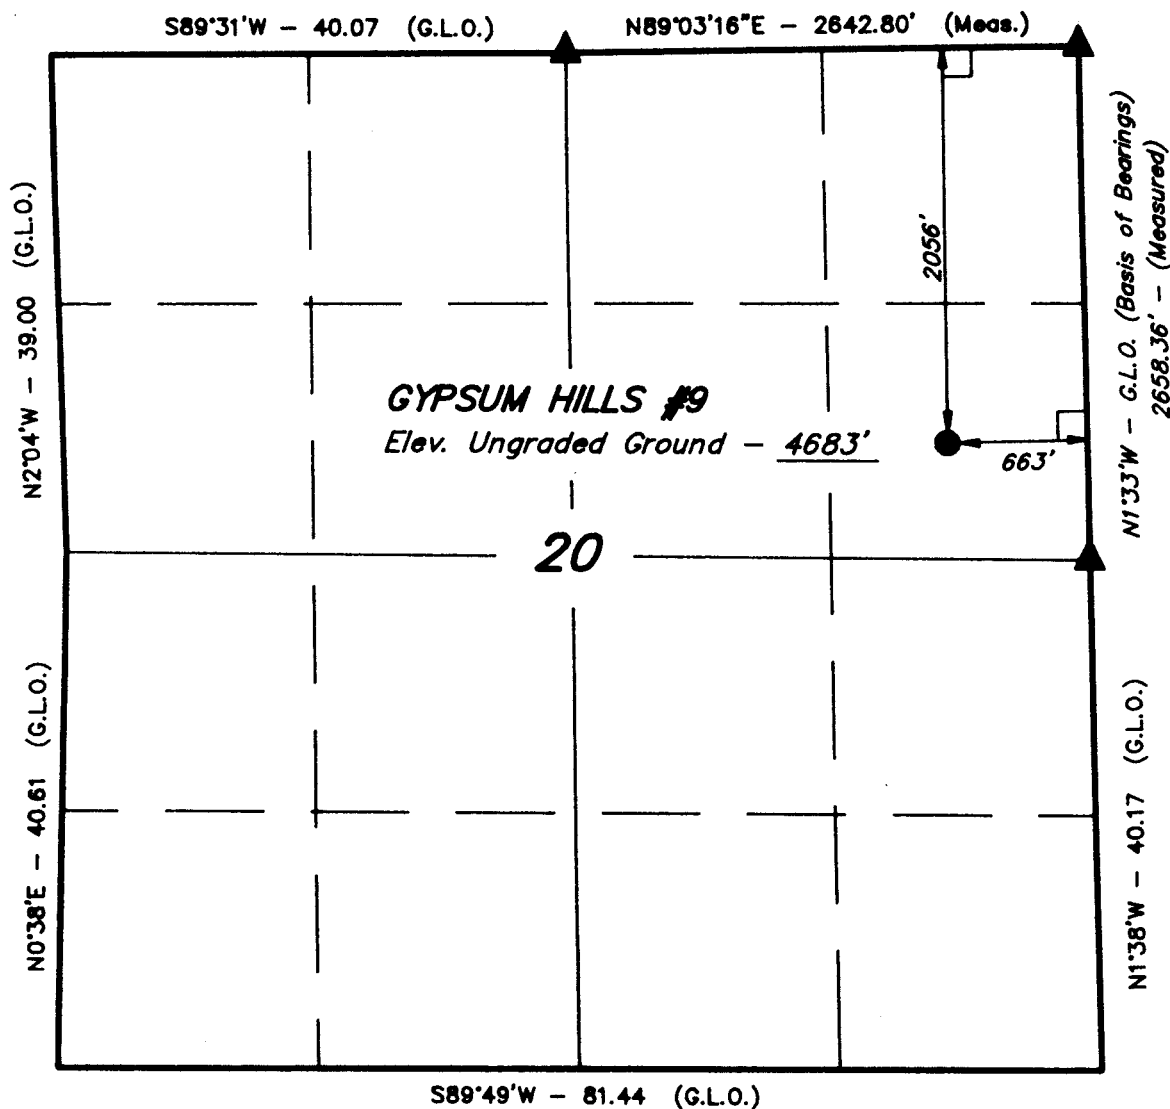 S89°31'W - 40.07 (G.L.O.)
N89°03'16"E - 2642.80' (Meas.)
N2°04'W - 39.00 (G.L.O.)
2056'
N1°33'W - G.L.O. (Basis of Bearings)
2658.36' - (Measured)
GYPSUM HILLS #9
Elev. Ungraded Ground - 4683'
663'
20
N0°38'E - 40.61 (G.L.O.)
N1°38'W - 40.17 (G.L.O.)
S89°49'W - 81.44 (G.L.O.)